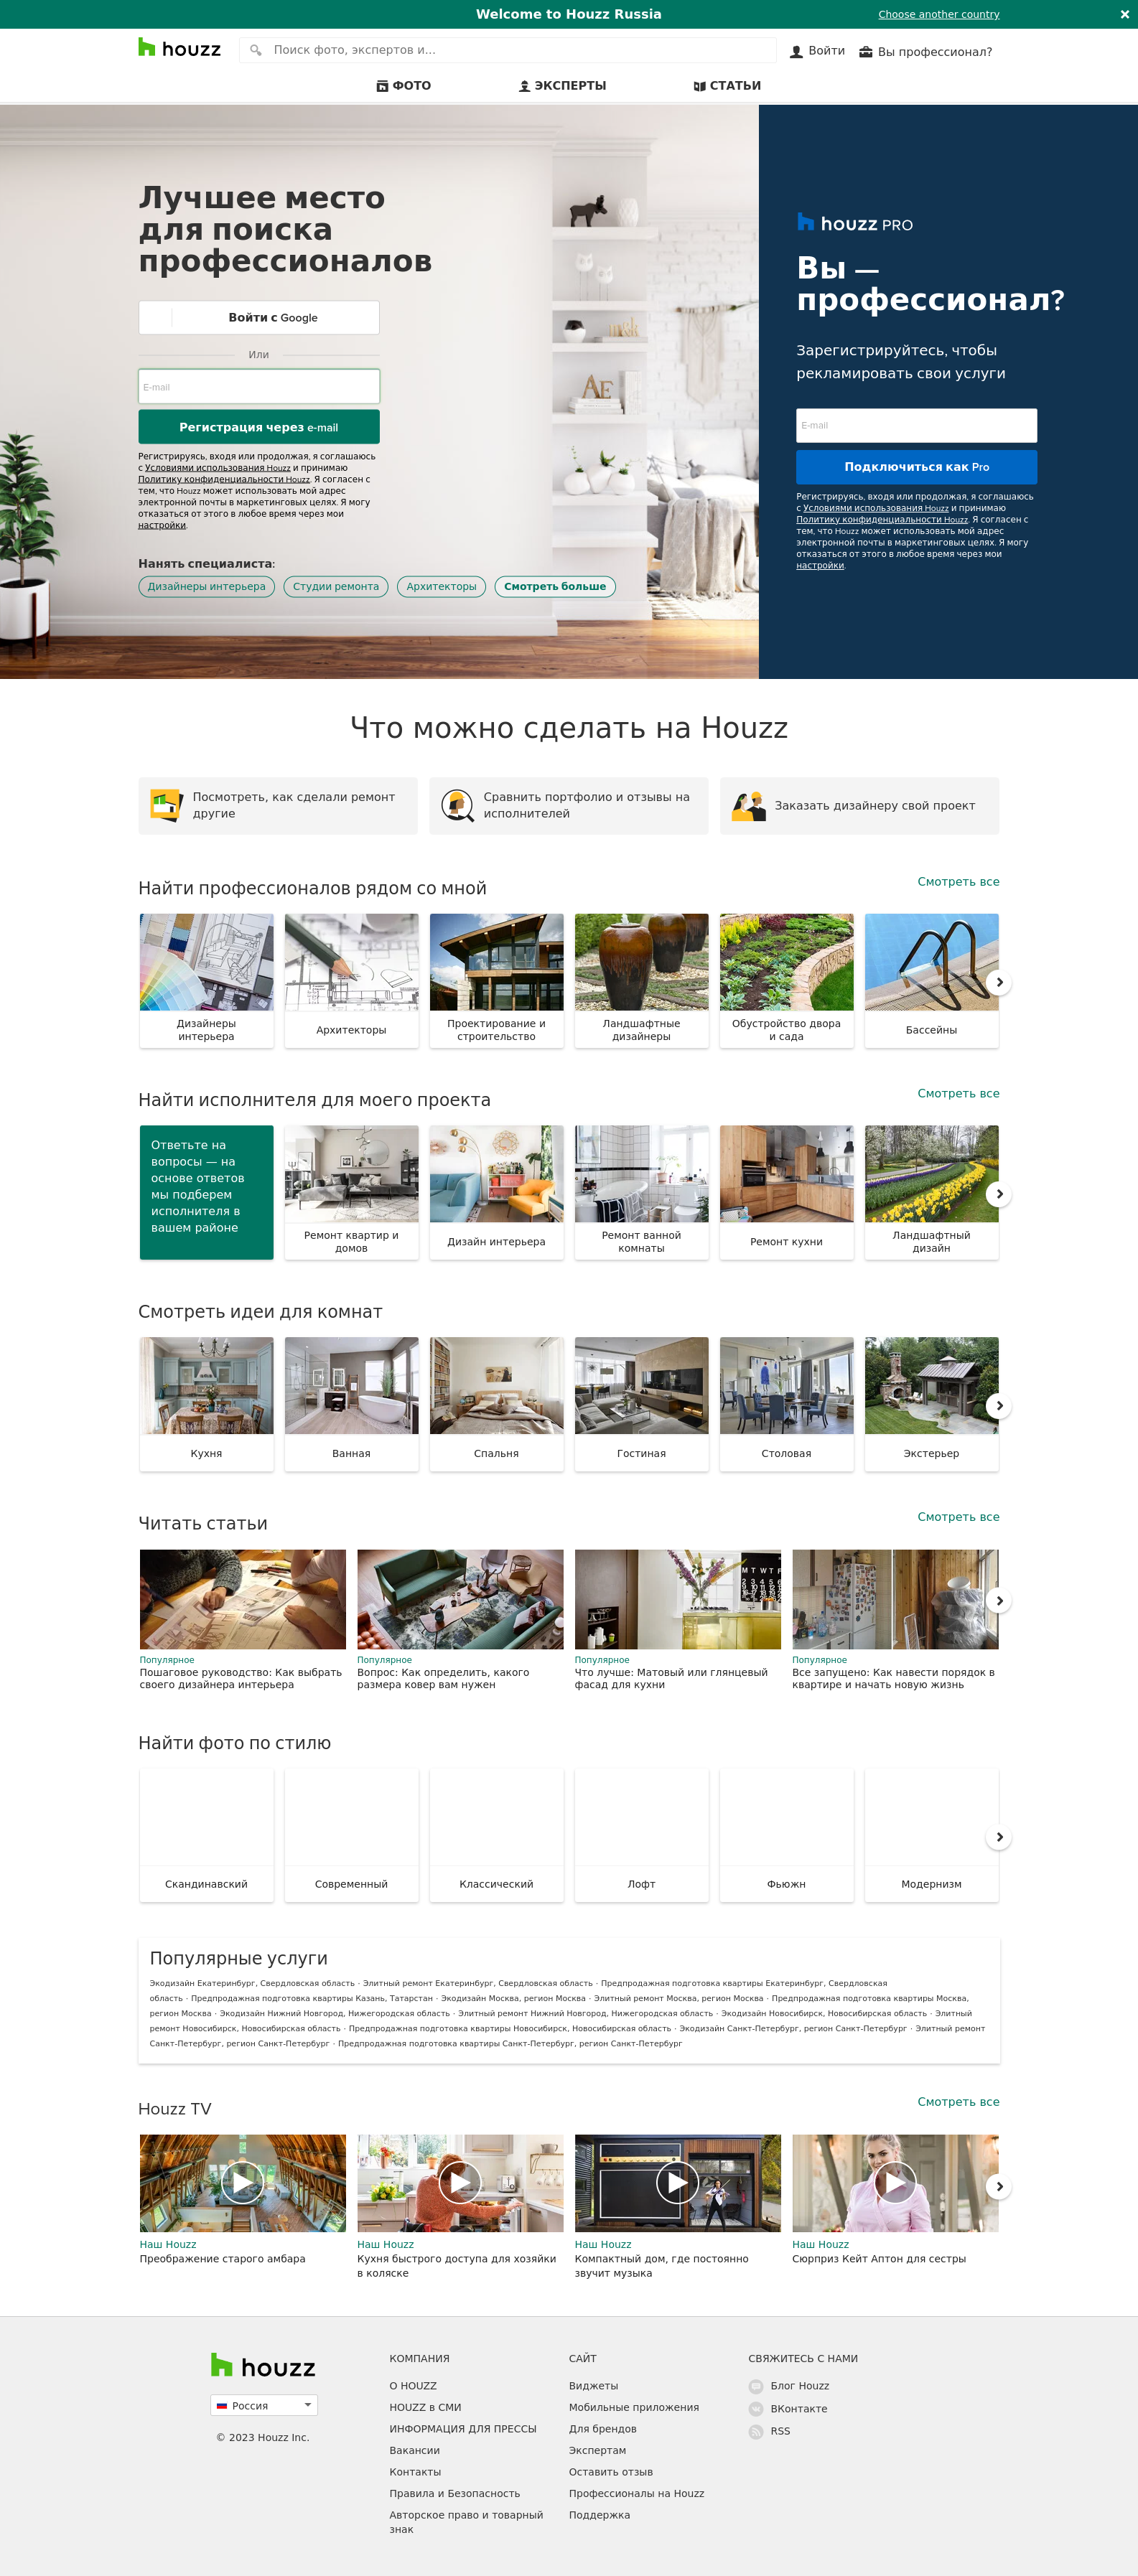 Welcome to Houzz Russia
Choose another country
houzz
Поиск фото, экспертов и...
Войти
Вы профессионал?
ФОТО
ЭКСПЕРТЫ
СТАТЬИ
Лучшее место
для поиска
профессионалов
Войти с Google
Или
E-mail
Регистрация через e-mail
Регистрируясь, входя или продолжая, я соглашаюсь
с Условиями использования Houzz и принимаю
Политику конфиденциальности Houzz. Я согласен с
тем, что Houzz может использовать мой адрес
электронной почты в маркетинговых целях. Я могу
отказаться от этого в любое время через мои
настройки.
Нанять специалиста:
Дизайнеры интерьера
Студии ремонта
Архитекторы
Смотреть больше
houzz PRO
Вы —
профессионал?
Зарегистрируйтесь, чтобы
рекламировать свои услуги
E-mail
Подключиться как Pro
Регистрируясь, входя или продолжая, я соглашаюсь
с Условиями использования Houzz и принимаю
Политику конфиденциальности Houzz. Я согласен с
тем, что Houzz может использовать мой адрес
электронной почты в маркетинговых целях. Я могу
отказаться от этого в любое время через мои
настройки.
Что можно сделать на Houzz
Посмотреть, как сделали ремонт
другие
Сравнить портфолио и отзывы на
исполнителей
Заказать дизайнеру свой проект
Найти профессионалов рядом со мной
Смотреть все
Дизайнеры
интерьера
Архитекторы
Проектирование и
строительство
Ландшафтные
дизайнеры
Обустройство двора
и сада
Бассейны
Найти исполнителя для моего проекта
Смотреть все
Ответьте на
вопросы — на
основе ответов
мы подберем
исполнителя в
вашем районе
Ремонт квартир и
домов
Дизайн интерьера
Ремонт ванной
комнаты
Ремонт кухни
Ландшафтный
дизайн
Смотреть идеи для комнат
Кухня
Ванная
Спальня
Гостиная
Столовая
Экстерьер
Читать статьи
Смотреть все
Популярное
Пошаговое руководство: Как выбрать
своего дизайнера интерьера
Популярное
Вопрос: Как определить, какого
размера ковер вам нужен
Популярное
Что лучше: Матовый или глянцевый
фасад для кухни
Популярное
Все запущено: Как навести порядок в
квартире и начать новую жизнь
Найти фото по стилю
Скандинавский
Современный
Классический
Лофт
Фьюжн
Модернизм
Популярные услуги
Экодизайн Екатеринбург, Свердловская область · Элитный ремонт Екатеринбург, Свердловская область · Предпродажная подготовка квартиры Екатеринбург, Свердловская
область · Предпродажная подготовка квартиры Казань, Татарстан · Экодизайн Москва, регион Москва · Элитный ремонт Москва, регион Москва · Предпродажная подготовка квартиры Москва,
регион Москва · Экодизайн Нижний Новгород, Нижегородская область · Элитный ремонт Нижний Новгород, Нижегородская область · Экодизайн Новосибирск, Новосибирская область · Элитный
ремонт Новосибирск, Новосибирская область · Предпродажная подготовка квартиры Новосибирск, Новосибирская область · Экодизайн Санкт-Петербург, регион Санкт-Петербург · Элитный ремонт
Санкт-Петербург, регион Санкт-Петербург · Предпродажная подготовка квартиры Санкт-Петербург, регион Санкт-Петербург
Houzz TV
Смотреть все
Наш Houzz
Преображение старого амбара
Наш Houzz
Кухня быстрого доступа для хозяйки
в коляске
Наш Houzz
Компактный дом, где постоянно
звучит музыка
Наш Houzz
Сюрприз Кейт Аптон для сестры
houzz
Россия
© 2023 Houzz Inc.
КОМПАНИЯ
О HOUZZ
HOUZZ в СМИ
ИНФОРМАЦИЯ ДЛЯ ПРЕССЫ
Вакансии
Контакты
Правила и Безопасность
Авторское право и товарный
знак
САЙТ
Виджеты
Мобильные приложения
Для брендов
Экспертам
Оставить отзыв
Профессионалы на Houzz
Поддержка
СВЯЖИТЕСЬ С НАМИ
Блог Houzz
ВКонтакте
RSS